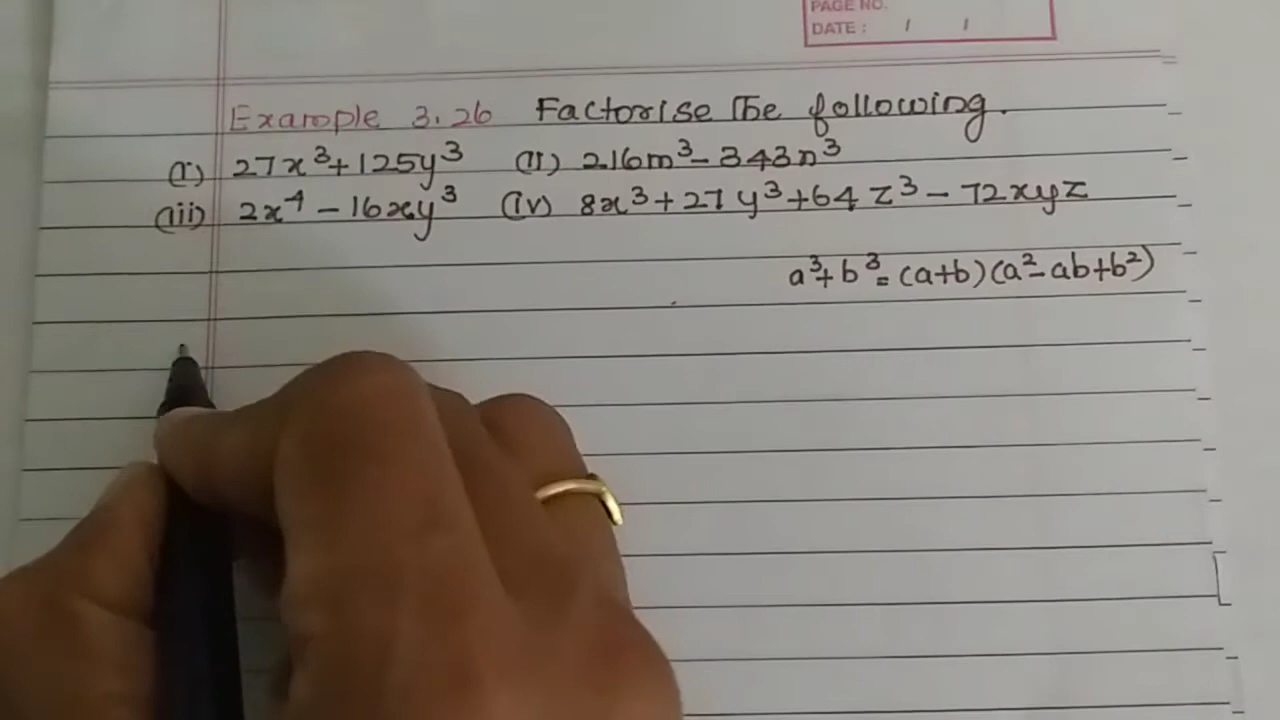 PAGE NO.
DATE : / /
Example 3.26 Factorise the following.
(i) 27x³+125y³ (ii) 216m³-343n³
(iii) 2x⁴-16xy³ (iv) 8x³+27y³+64z³-72xyz
a³+b³=(a+b)(a²-ab+b²)